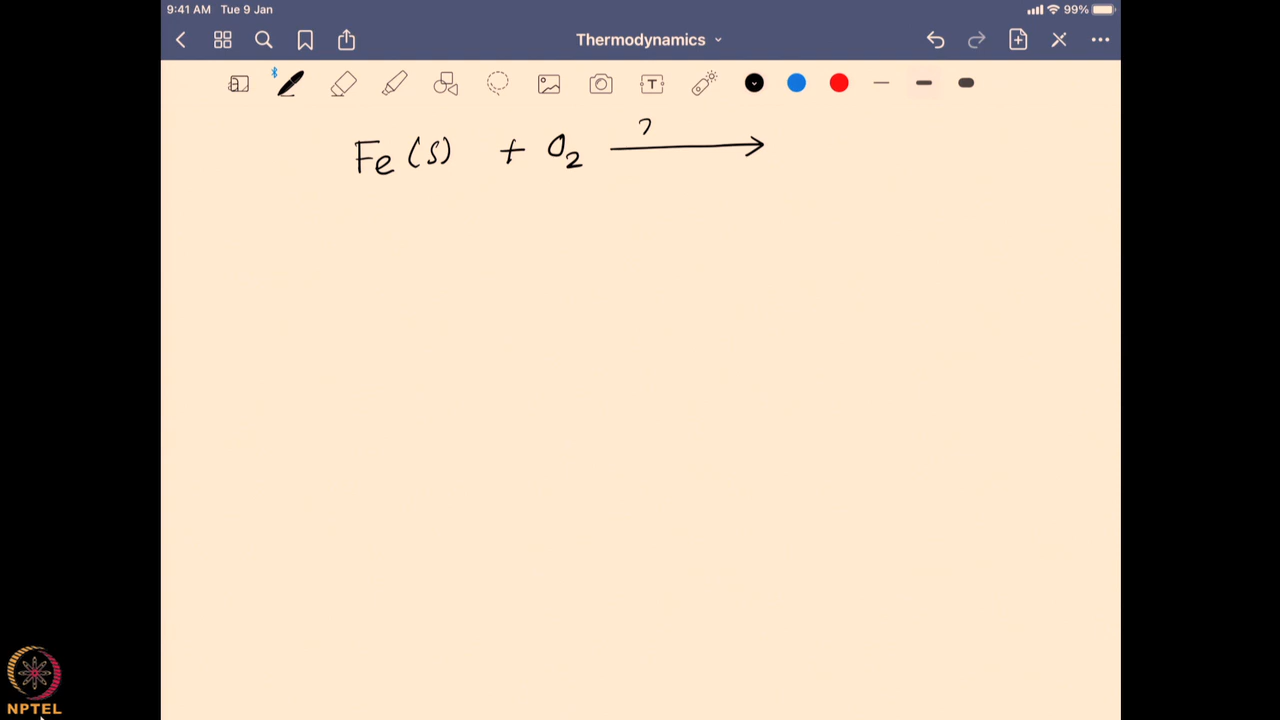 9:41 AM Tue 9 Jan 99%
Thermodynamics
T
?
Fe(s) + O₂ ⟶
NPTEL